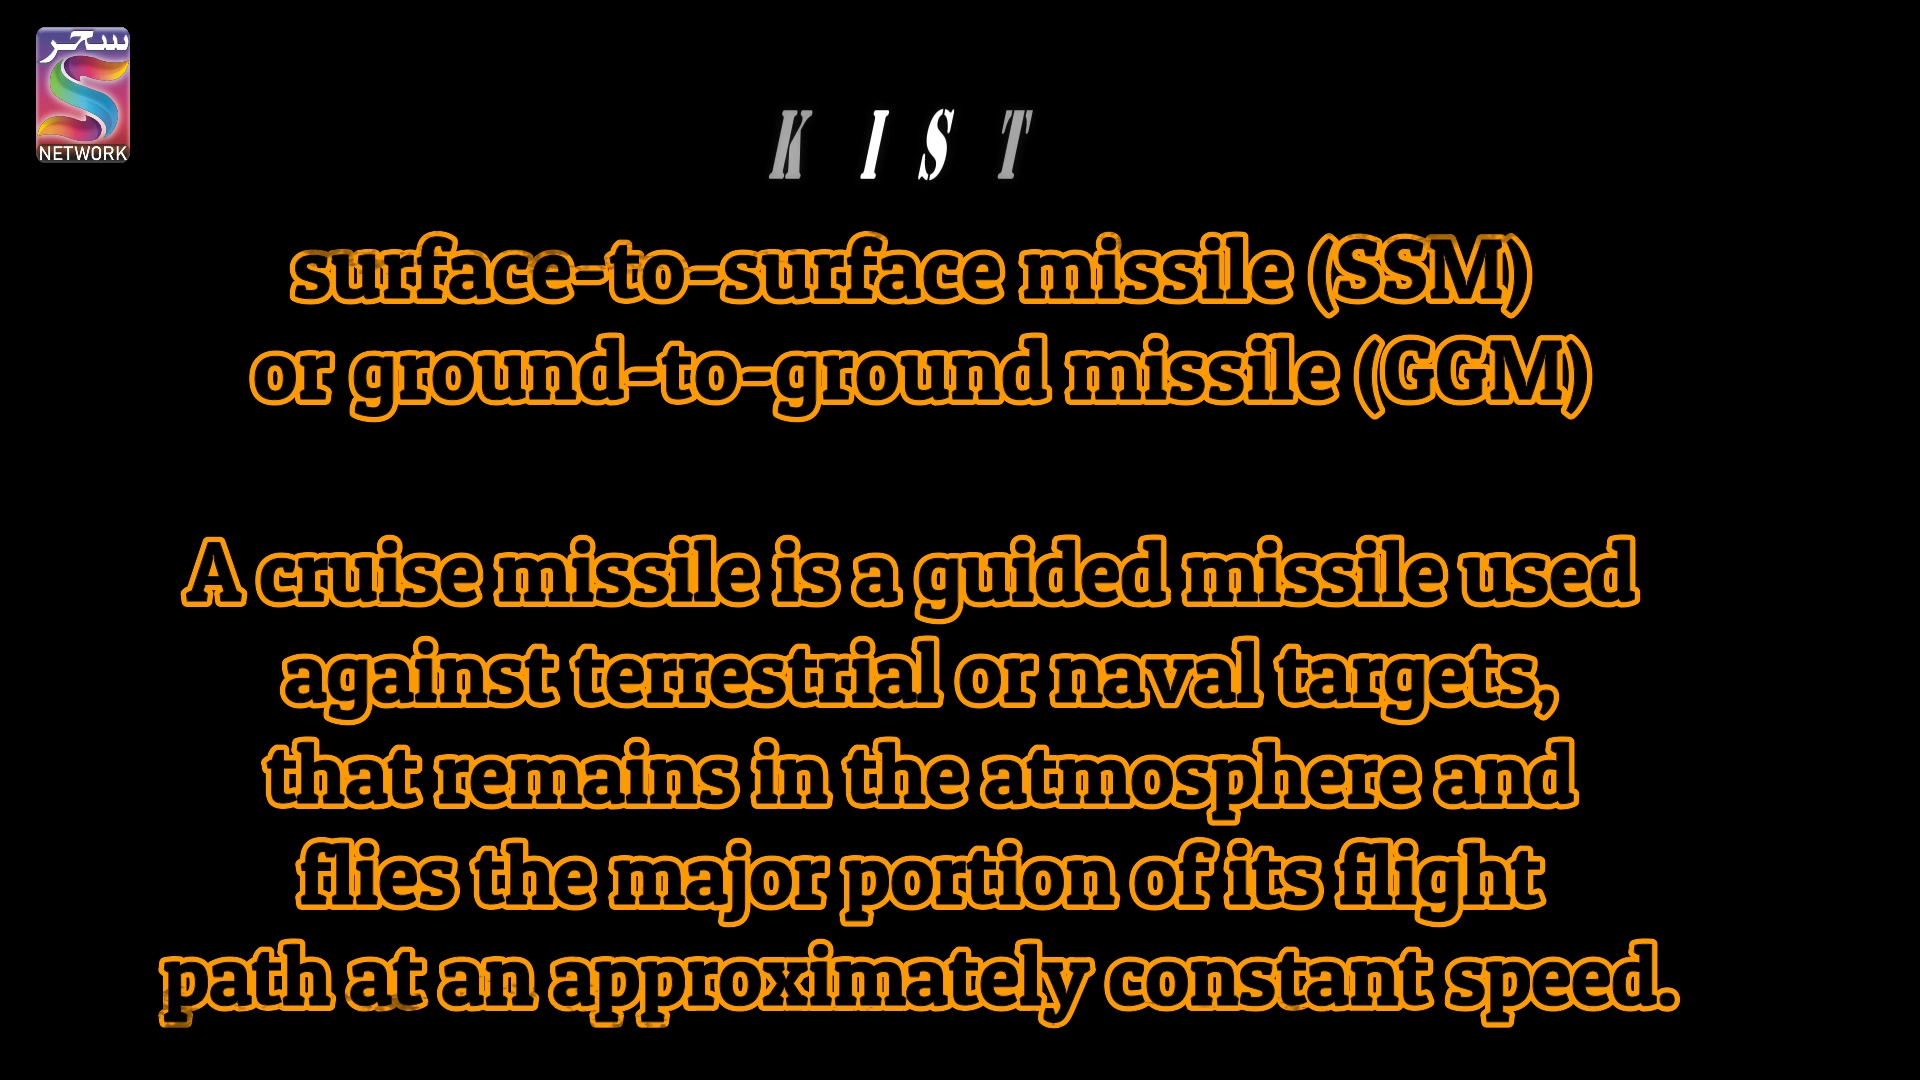 سحر
NETWORK
KIST
surface-to-surface missile (SSM)
or ground-to-ground missile (GGM)
A cruise missile is a guided missile used
against terrestrial or naval targets,
that remains in the atmosphere and
flies the major portion of its flight
path at an approximately constant speed.